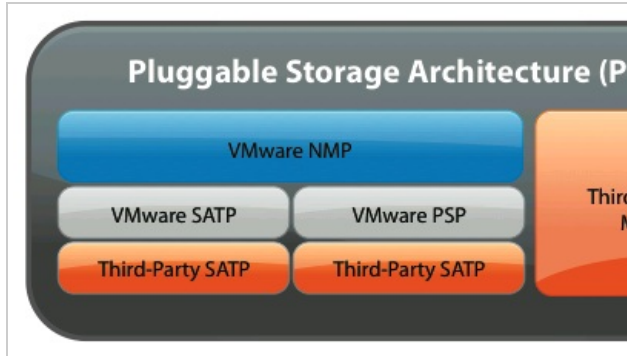 Pluggable Storage Architecture (P
VMware NMP
VMware SATP
VMware PSP
Third-Party SATP
Third-Party SATP